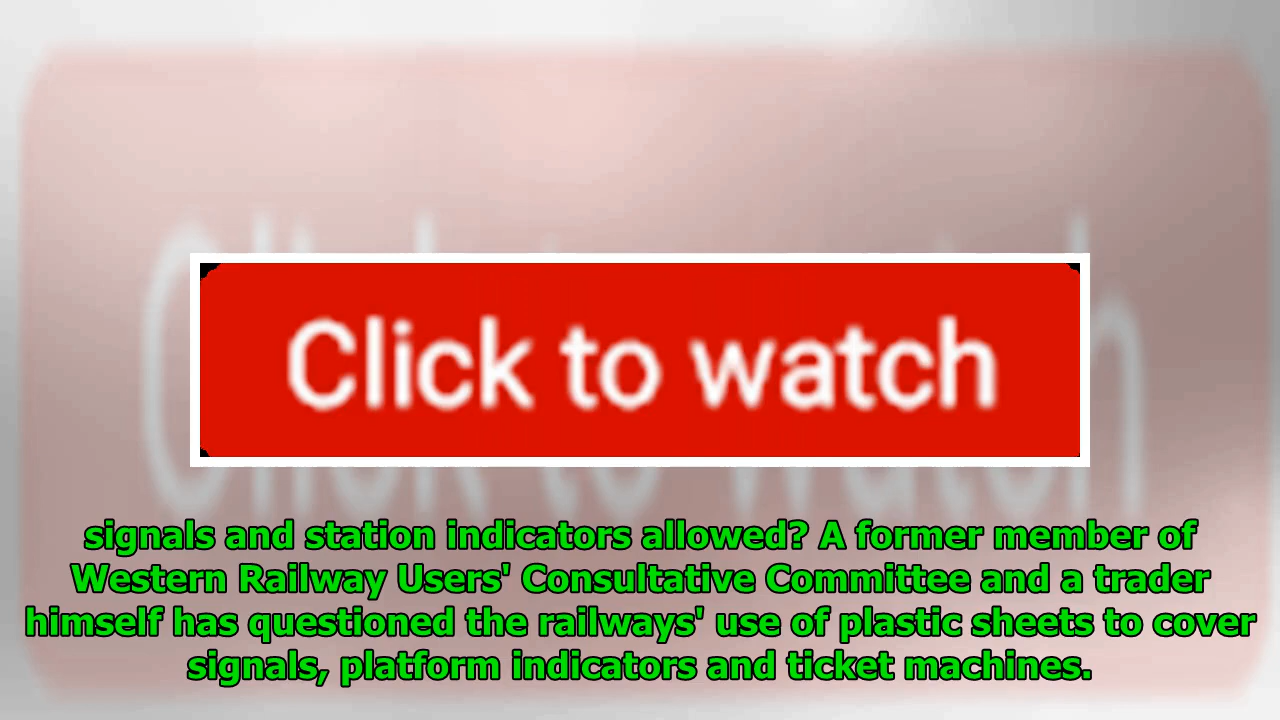 Click to watch
signals and station indicators allowed? A former member of
Western Railway Users' Consultative Committee and a trader
himself has questioned the railways' use of plastic sheets to cover
signals, platform indicators and ticket machines.